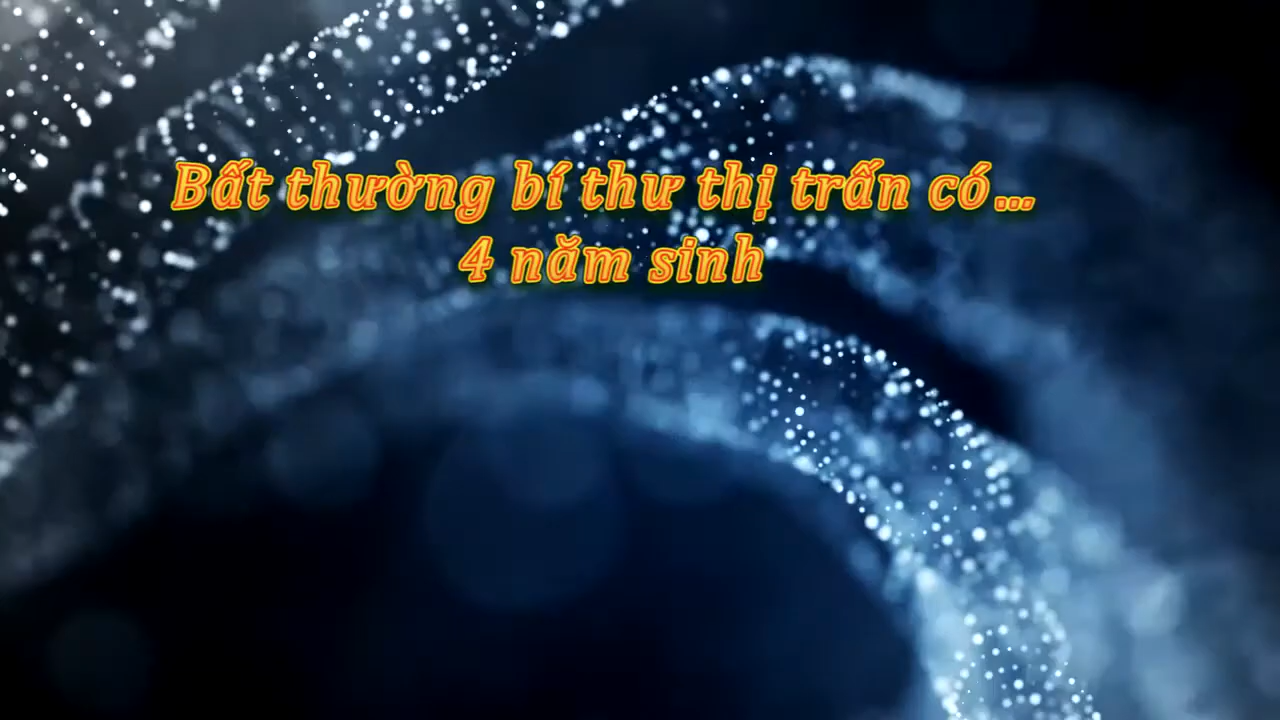 Bất thường bí thư thị trấn có...
4 năm sinh